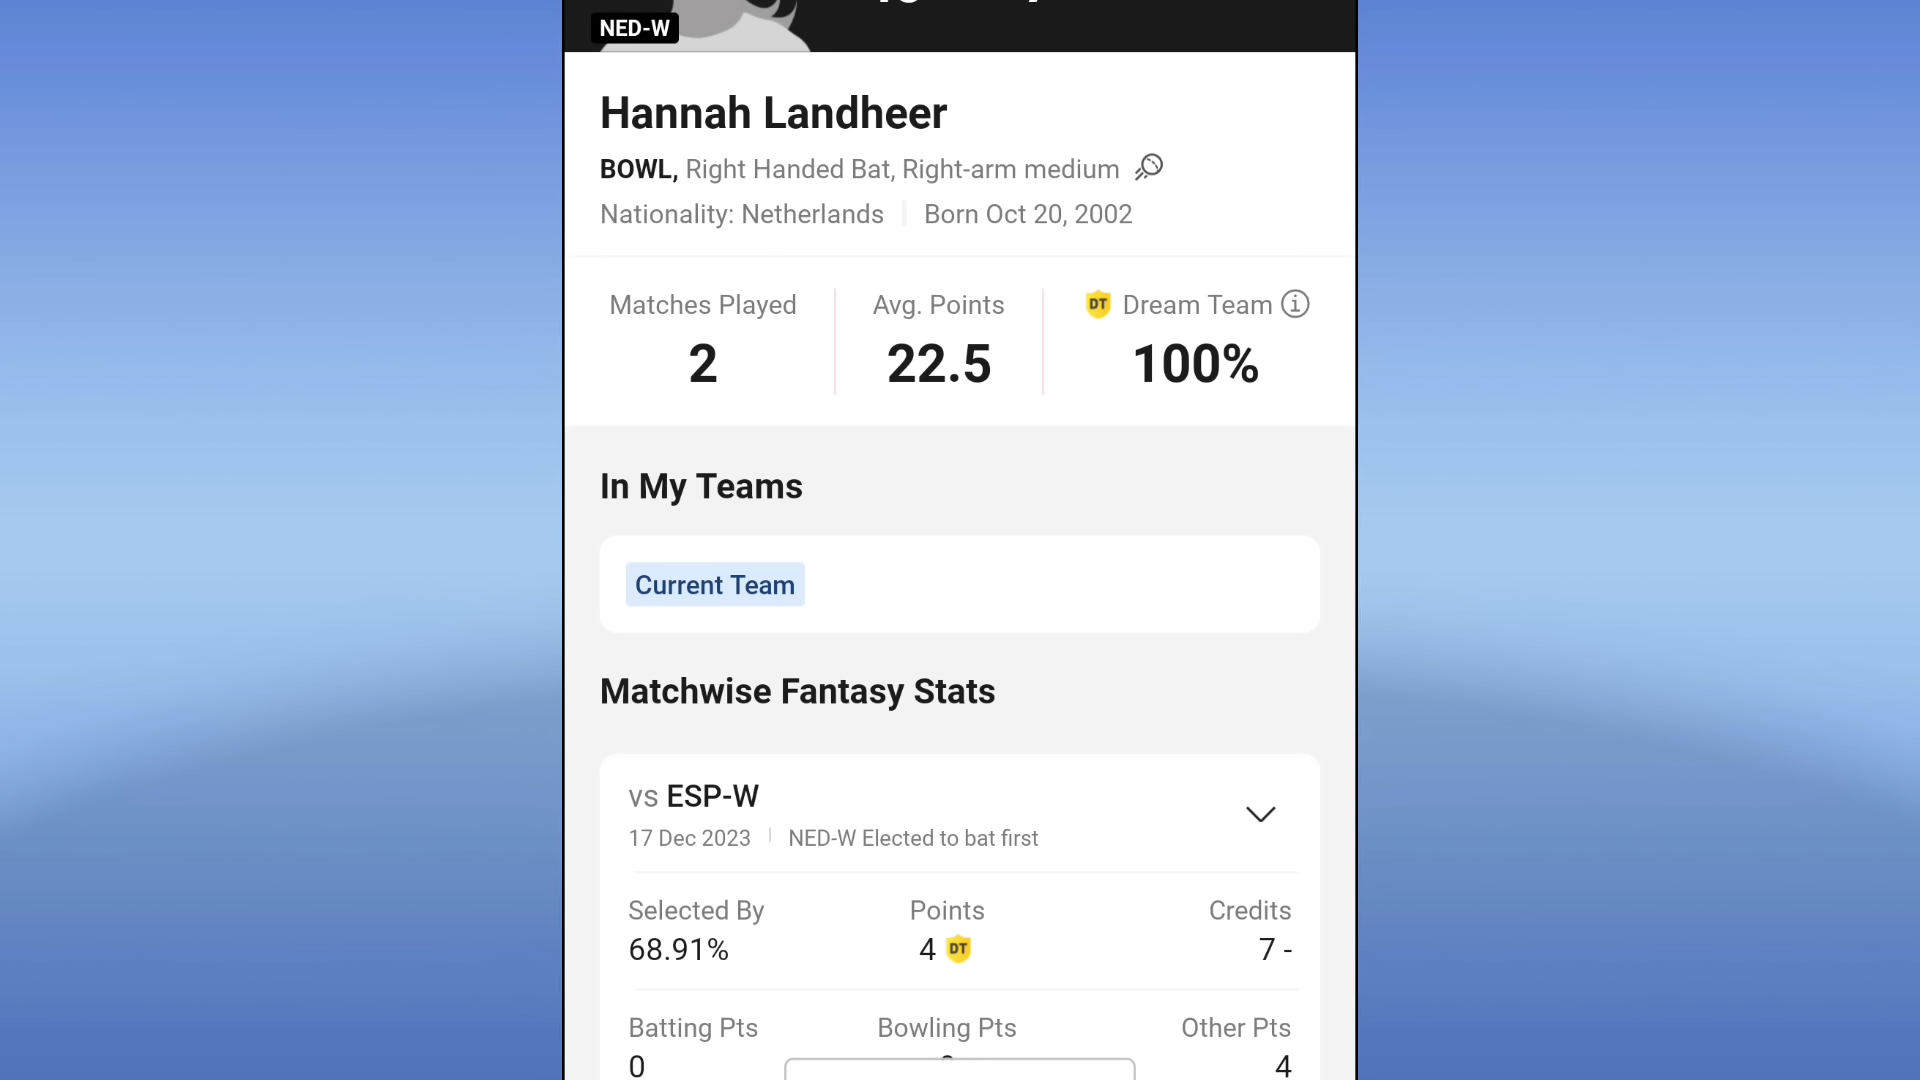 NED-W
Hannah Landheer
BOWL, Right Handed Bat, Right-arm medium
Nationality: Netherlands Born Oct 20, 2002
Matches Played Avg. Points DT Dream Team
2 22.5 100%
In My Teams
Current Team
Matchwise Fantasy Stats
vs ESP-W
17 Dec 2023 NED-W Elected to bat first
Selected By Points Credits
68.91% 4 DT 7 -
Batting Pts Bowling Pts Other Pts
0 4